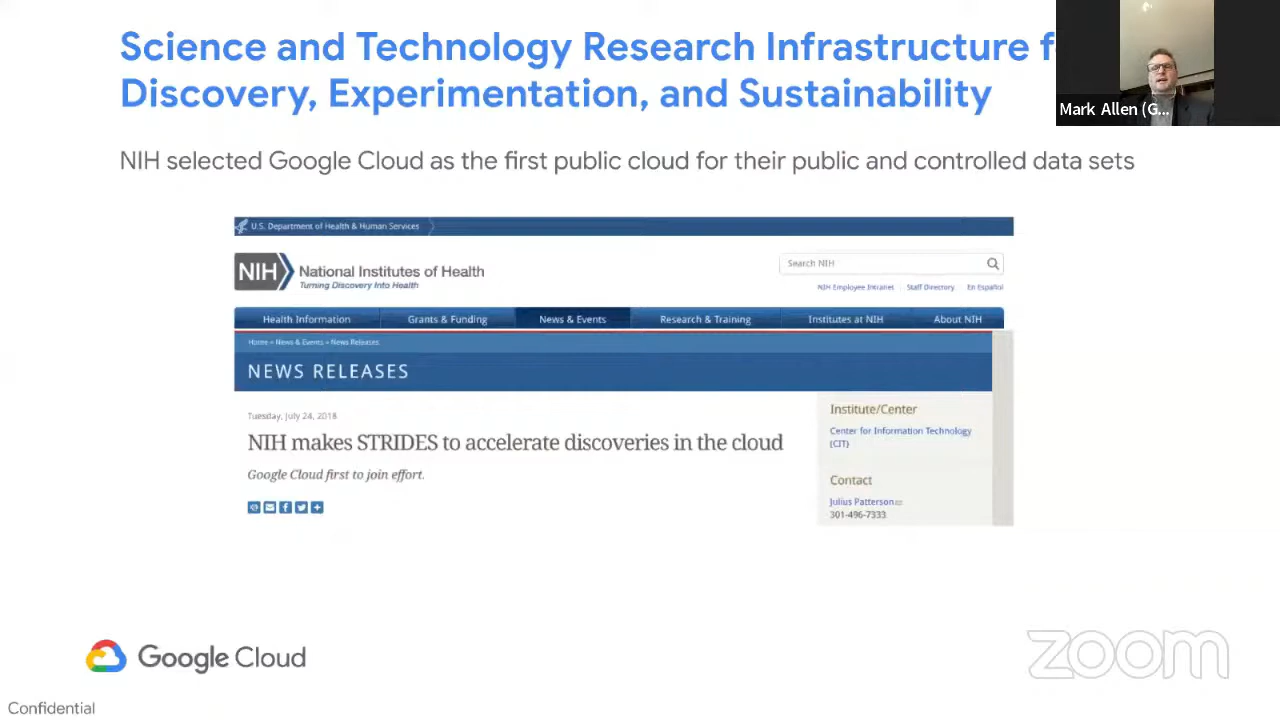 Science and Technology Research Infrastructure f
Discovery, Experimentation, and Sustainability
Mark Allen (G...
NIH selected Google Cloud as the first public cloud for their public and controlled data sets
U.S. Department of Health & Human Services
NIH National Institutes of Health
Turning Discovery Into Health
Search NIH
NIH Employee Intranet Staff Directory En Español
Health Information Grants & Funding News & Events Research & Training Institutes at NIH About NIH
Home » News & Events » News Releases
NEWS RELEASES
Tuesday, July 24, 2018
NIH makes STRIDES to accelerate discoveries in the cloud
Google Cloud first to join effort.
Institute/Center
Center for Information Technology
(CIT)
Contact
Julius Patterson
301-496-7333
Google Cloud
zoom
Confidential